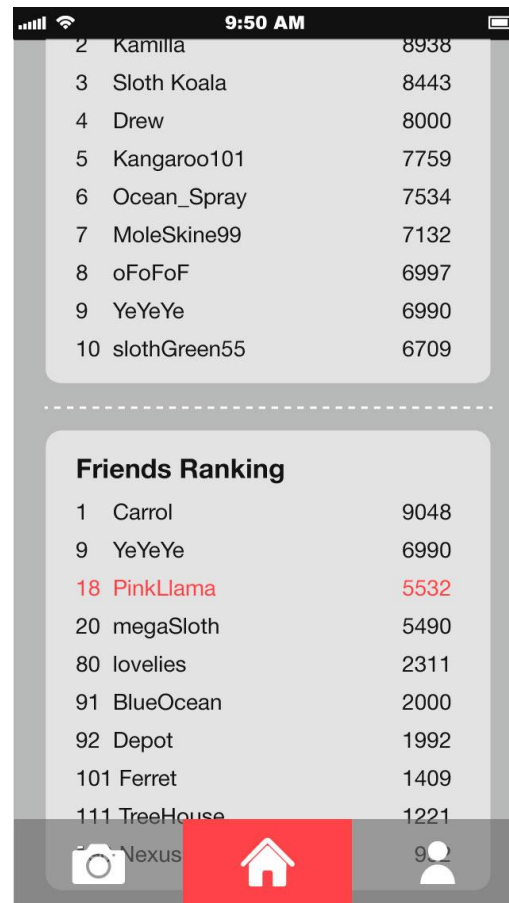 9:50 AM
2 Kamilla 8938
3 Sloth Koala 8443
4 Drew 8000
5 Kangaroo101 7759
6 Ocean_Spray 7534
7 MoleSkine99 7132
8 oFoFoF 6997
9 YeYeYe 6990
10 slothGreen55 6709
Friends Ranking
1 Carrol 9048
9 YeYeYe 6990
18 PinkLlama 5532
20 megaSloth 5490
80 lovelies 2311
91 BlueOcean 2000
92 Depot 1992
101 Ferret 1409
111 TreeHouse 1221
Nexus